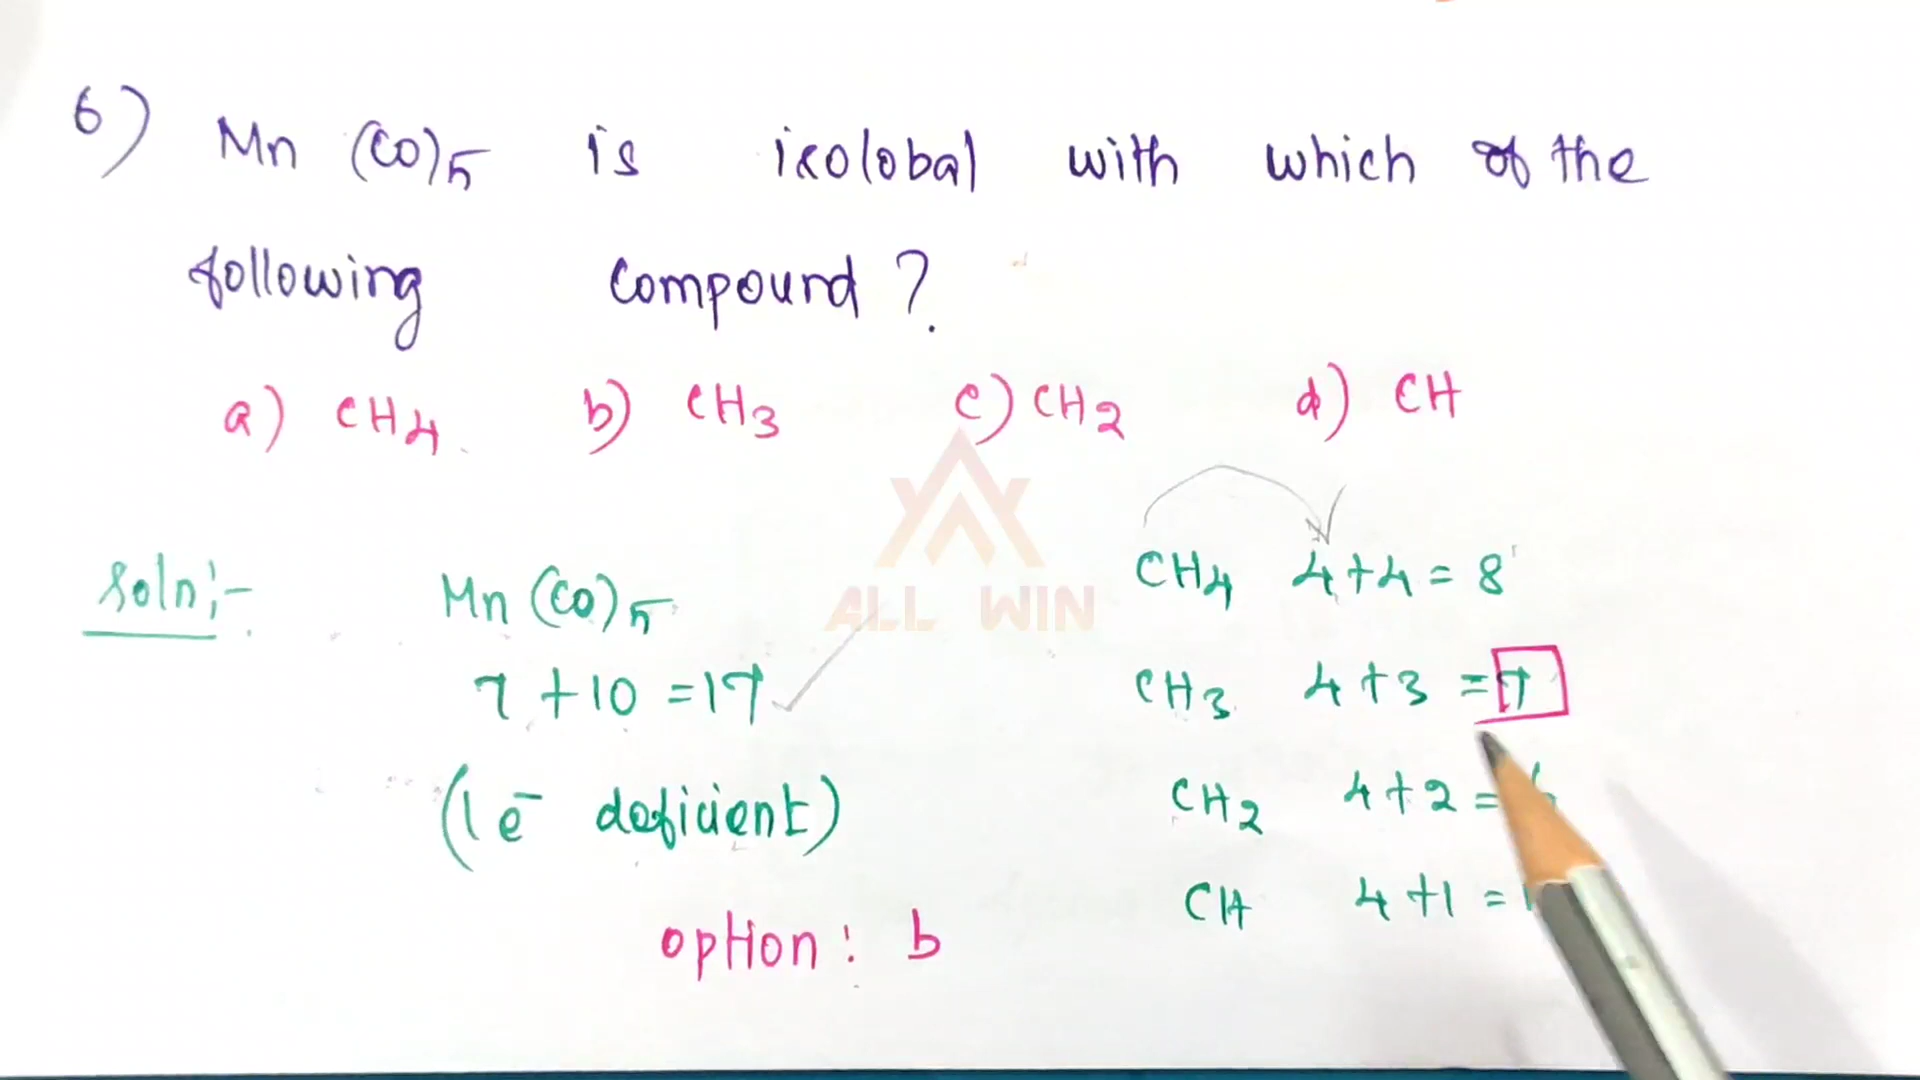 6) Mn (CO)5 is isolobal with which of the
following compound?
a) CH4 b) CH3 c) CH2 d) CH
ALL WIN
Soln:-
Mn (CO)5
7 + 10 = 17
(1 e- deficient)
option: b
CH4 4+4 = 8
CH3 4+3 = 7
CH2 4+2 =
CH 4+1 =